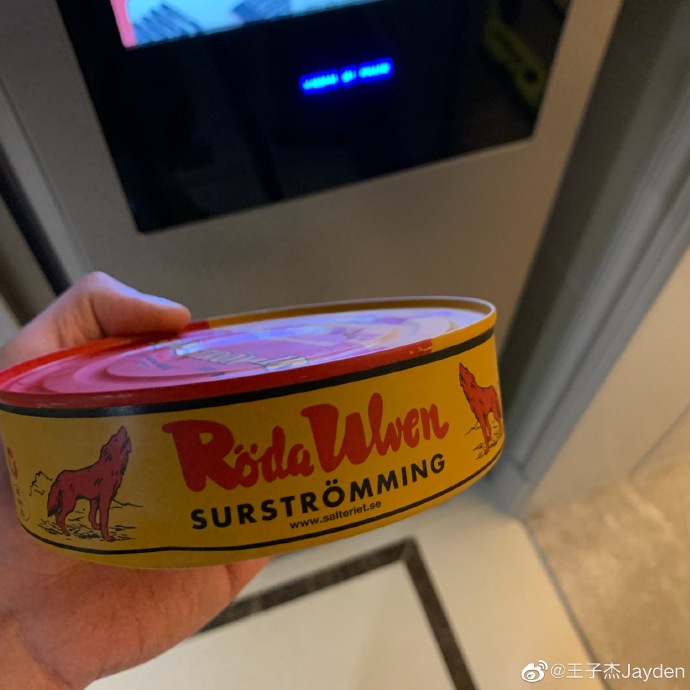 Röda Ulven
SURSTRÖMMING
www.salteriet.se
@王子杰Jayden